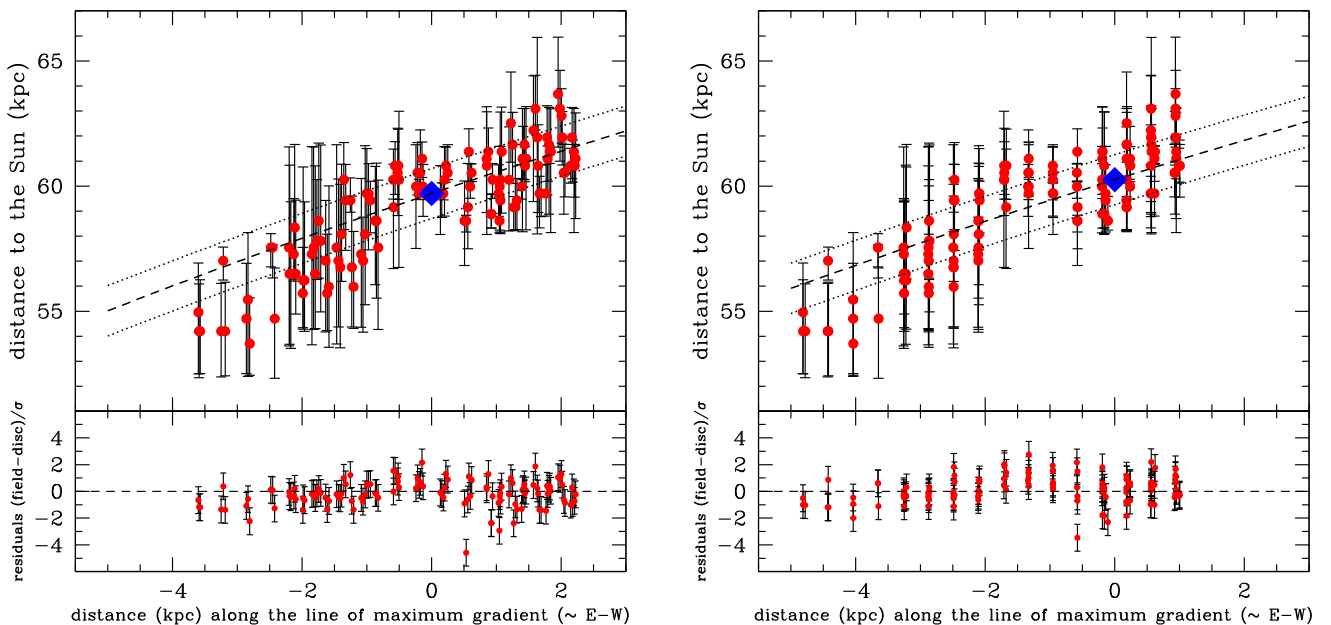 distance to the Sun (kpc)
65
60
55
residuals (field−disc)/σ
4
2
0
−2
−4
−4 −2 0 2
distance (kpc) along the line of maximum gradient (~ E−W)
distance to the Sun (kpc)
65
60
55
residuals (field−disc)/σ
4
2
0
−2
−4
−4 −2 0 2
distance (kpc) along the line of maximum gradient (~ E−W)